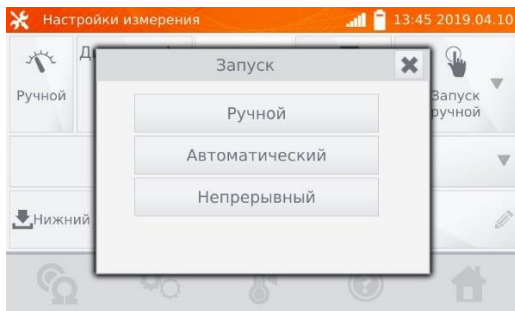 Настройки измерения
13:45 2019.04.10
Запуск
Ручной
Автоматический
Непрерывный
Ручной
Запуск
ручной
Нижний